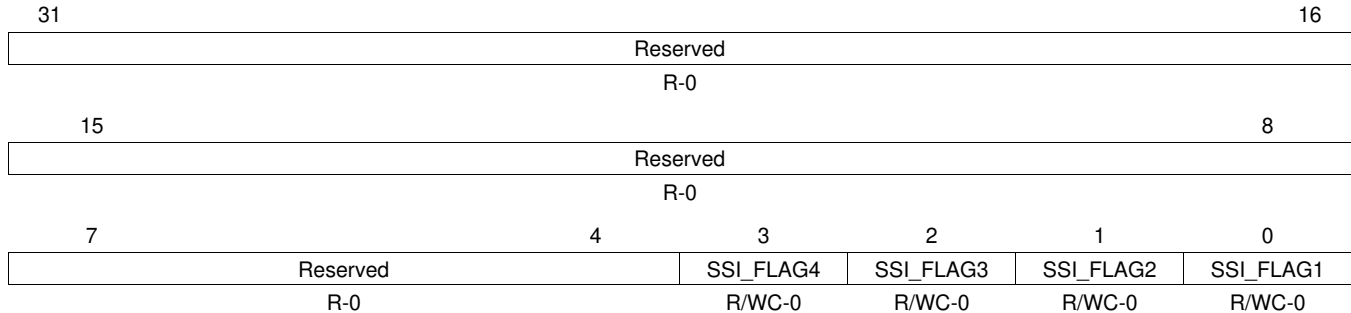 31 16
Reserved
R-0
15 8
Reserved
R-0
7 4 3 2 1 0
Reserved SSI_FLAG4 SSI_FLAG3 SSI_FLAG2 SSI_FLAG1
R-0 R/WC-0 R/WC-0 R/WC-0 R/WC-0